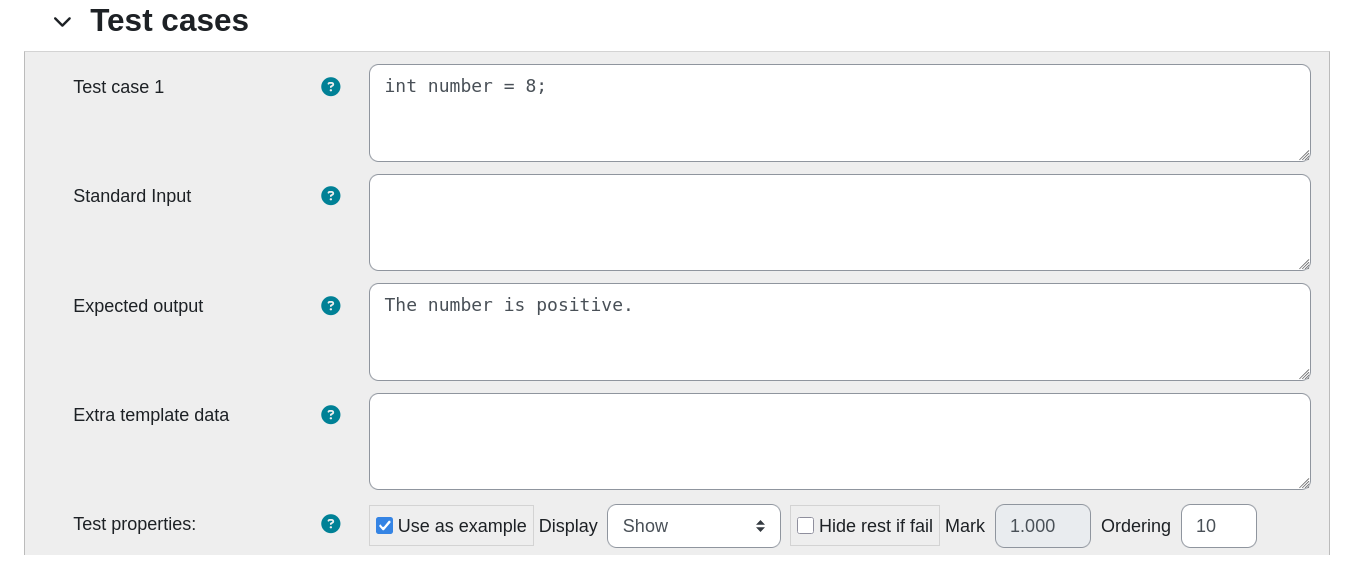 Test cases
Test case 1
?
int number = 8;
Standard Input
?
Expected output
?
The number is positive.
Extra template data
?
Test properties:
?
Use as example Display Show Hide rest if fail Mark 1.000 Ordering 10